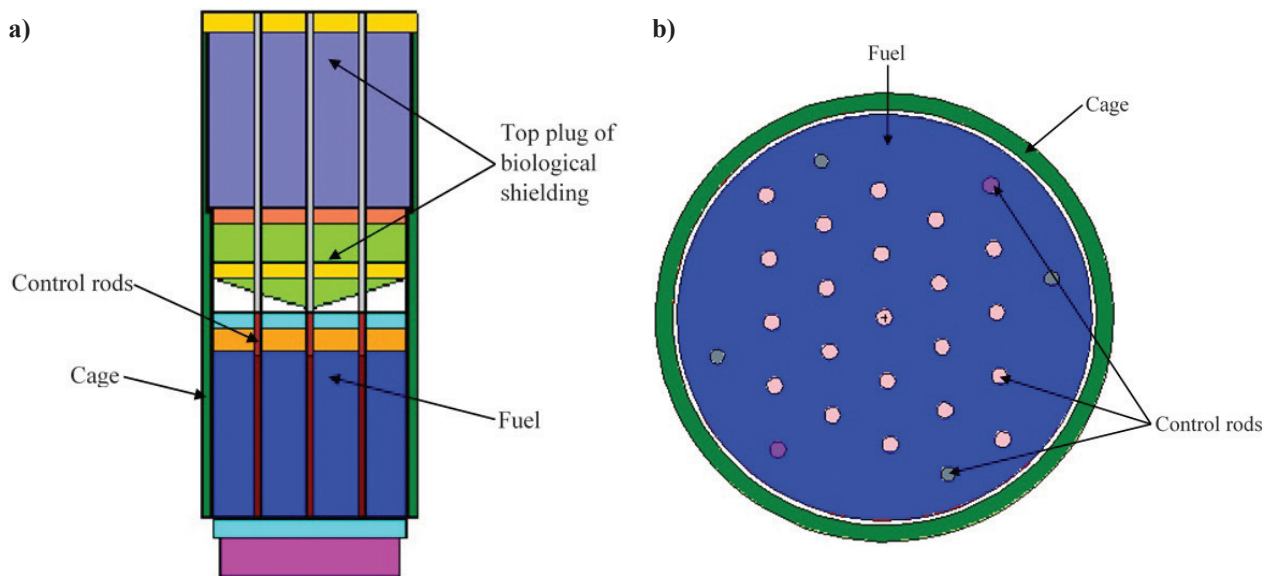 a)
Top plug of
biological
shielding
Control rods
Cage
Fuel
b)
Fuel
Cage
Control rods